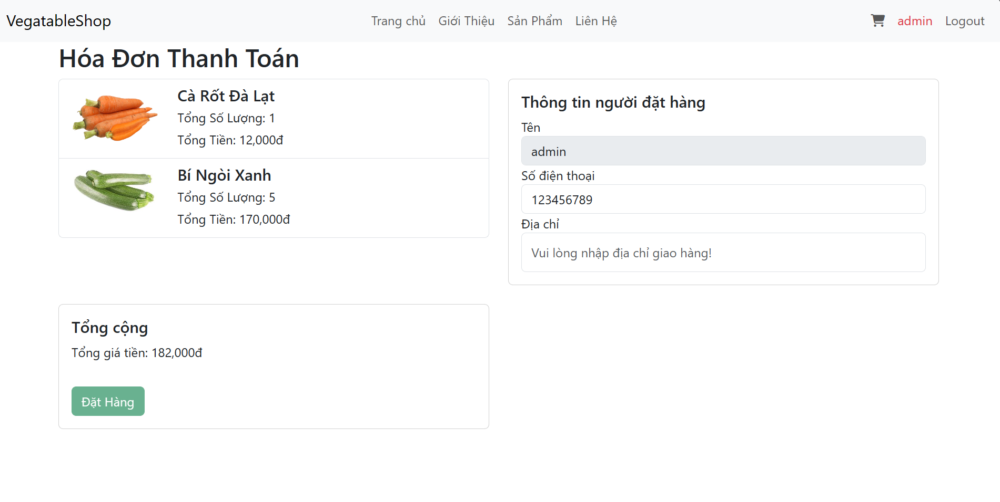 VegatableShop
Trang chủ
Giới Thiệu
Sản Phẩm
Liên Hệ
admin
Logout
Hóa Đơn Thanh Toán
Cà Rốt Đà Lạt
Tổng Số Lượng: 1
Tổng Tiền: 12,000đ
Bí Ngòi Xanh
Tổng Số Lượng: 5
Tổng Tiền: 170,000đ
Thông tin người đặt hàng
Tên
admin
Số điện thoại
123456789
Địa chỉ
Vui lòng nhập địa chỉ giao hàng!
Tổng cộng
Tổng giá tiền: 182,000đ
Đặt Hàng